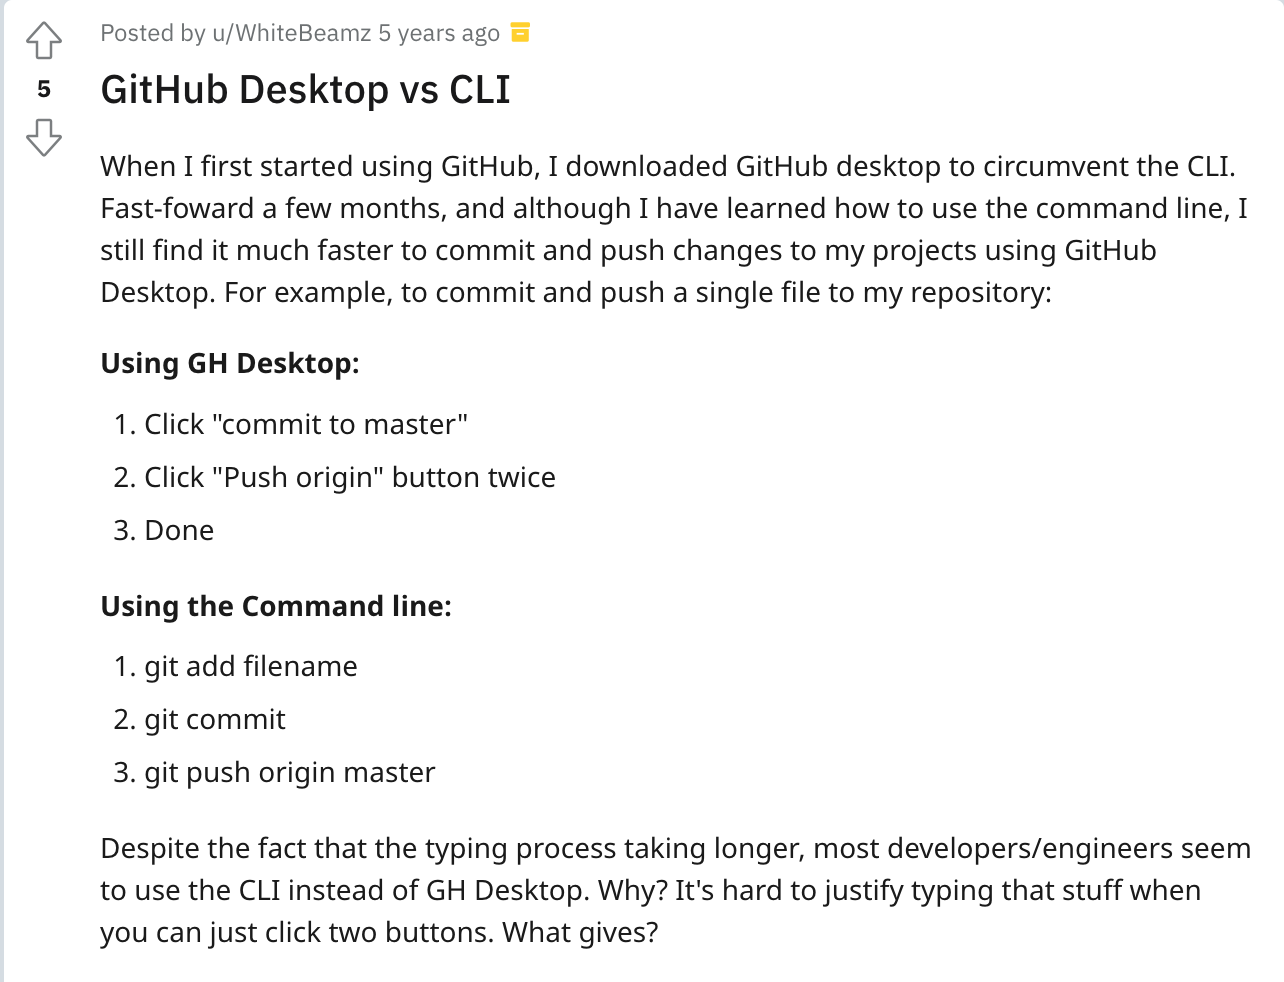 Posted by u/WhiteBeamz 5 years ago
5
GitHub Desktop vs CLI
When I first started using GitHub, I downloaded GitHub desktop to circumvent the CLI.
Fast-foward a few months, and although I have learned how to use the command line, I
still find it much faster to commit and push changes to my projects using GitHub
Desktop. For example, to commit and push a single file to my repository:
Using GH Desktop:
1. Click "commit to master"
2. Click "Push origin" button twice
3. Done
Using the Command line:
1. git add filename
2. git commit
3. git push origin master
Despite the fact that the typing process taking longer, most developers/engineers seem
to use the CLI instead of GH Desktop. Why? It's hard to justify typing that stuff when
you can just click two buttons. What gives?